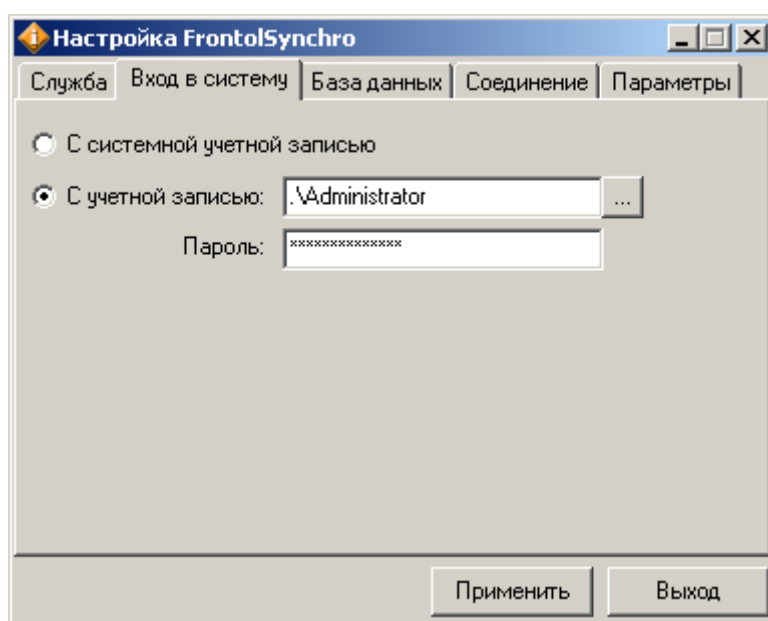 Настройка FrontolSynchro
Служба Вход в систему База данных Соединение Параметры
С системной учетной записью
С учетной записью: .\Administrator ...
Пароль: **************
Применить Выход